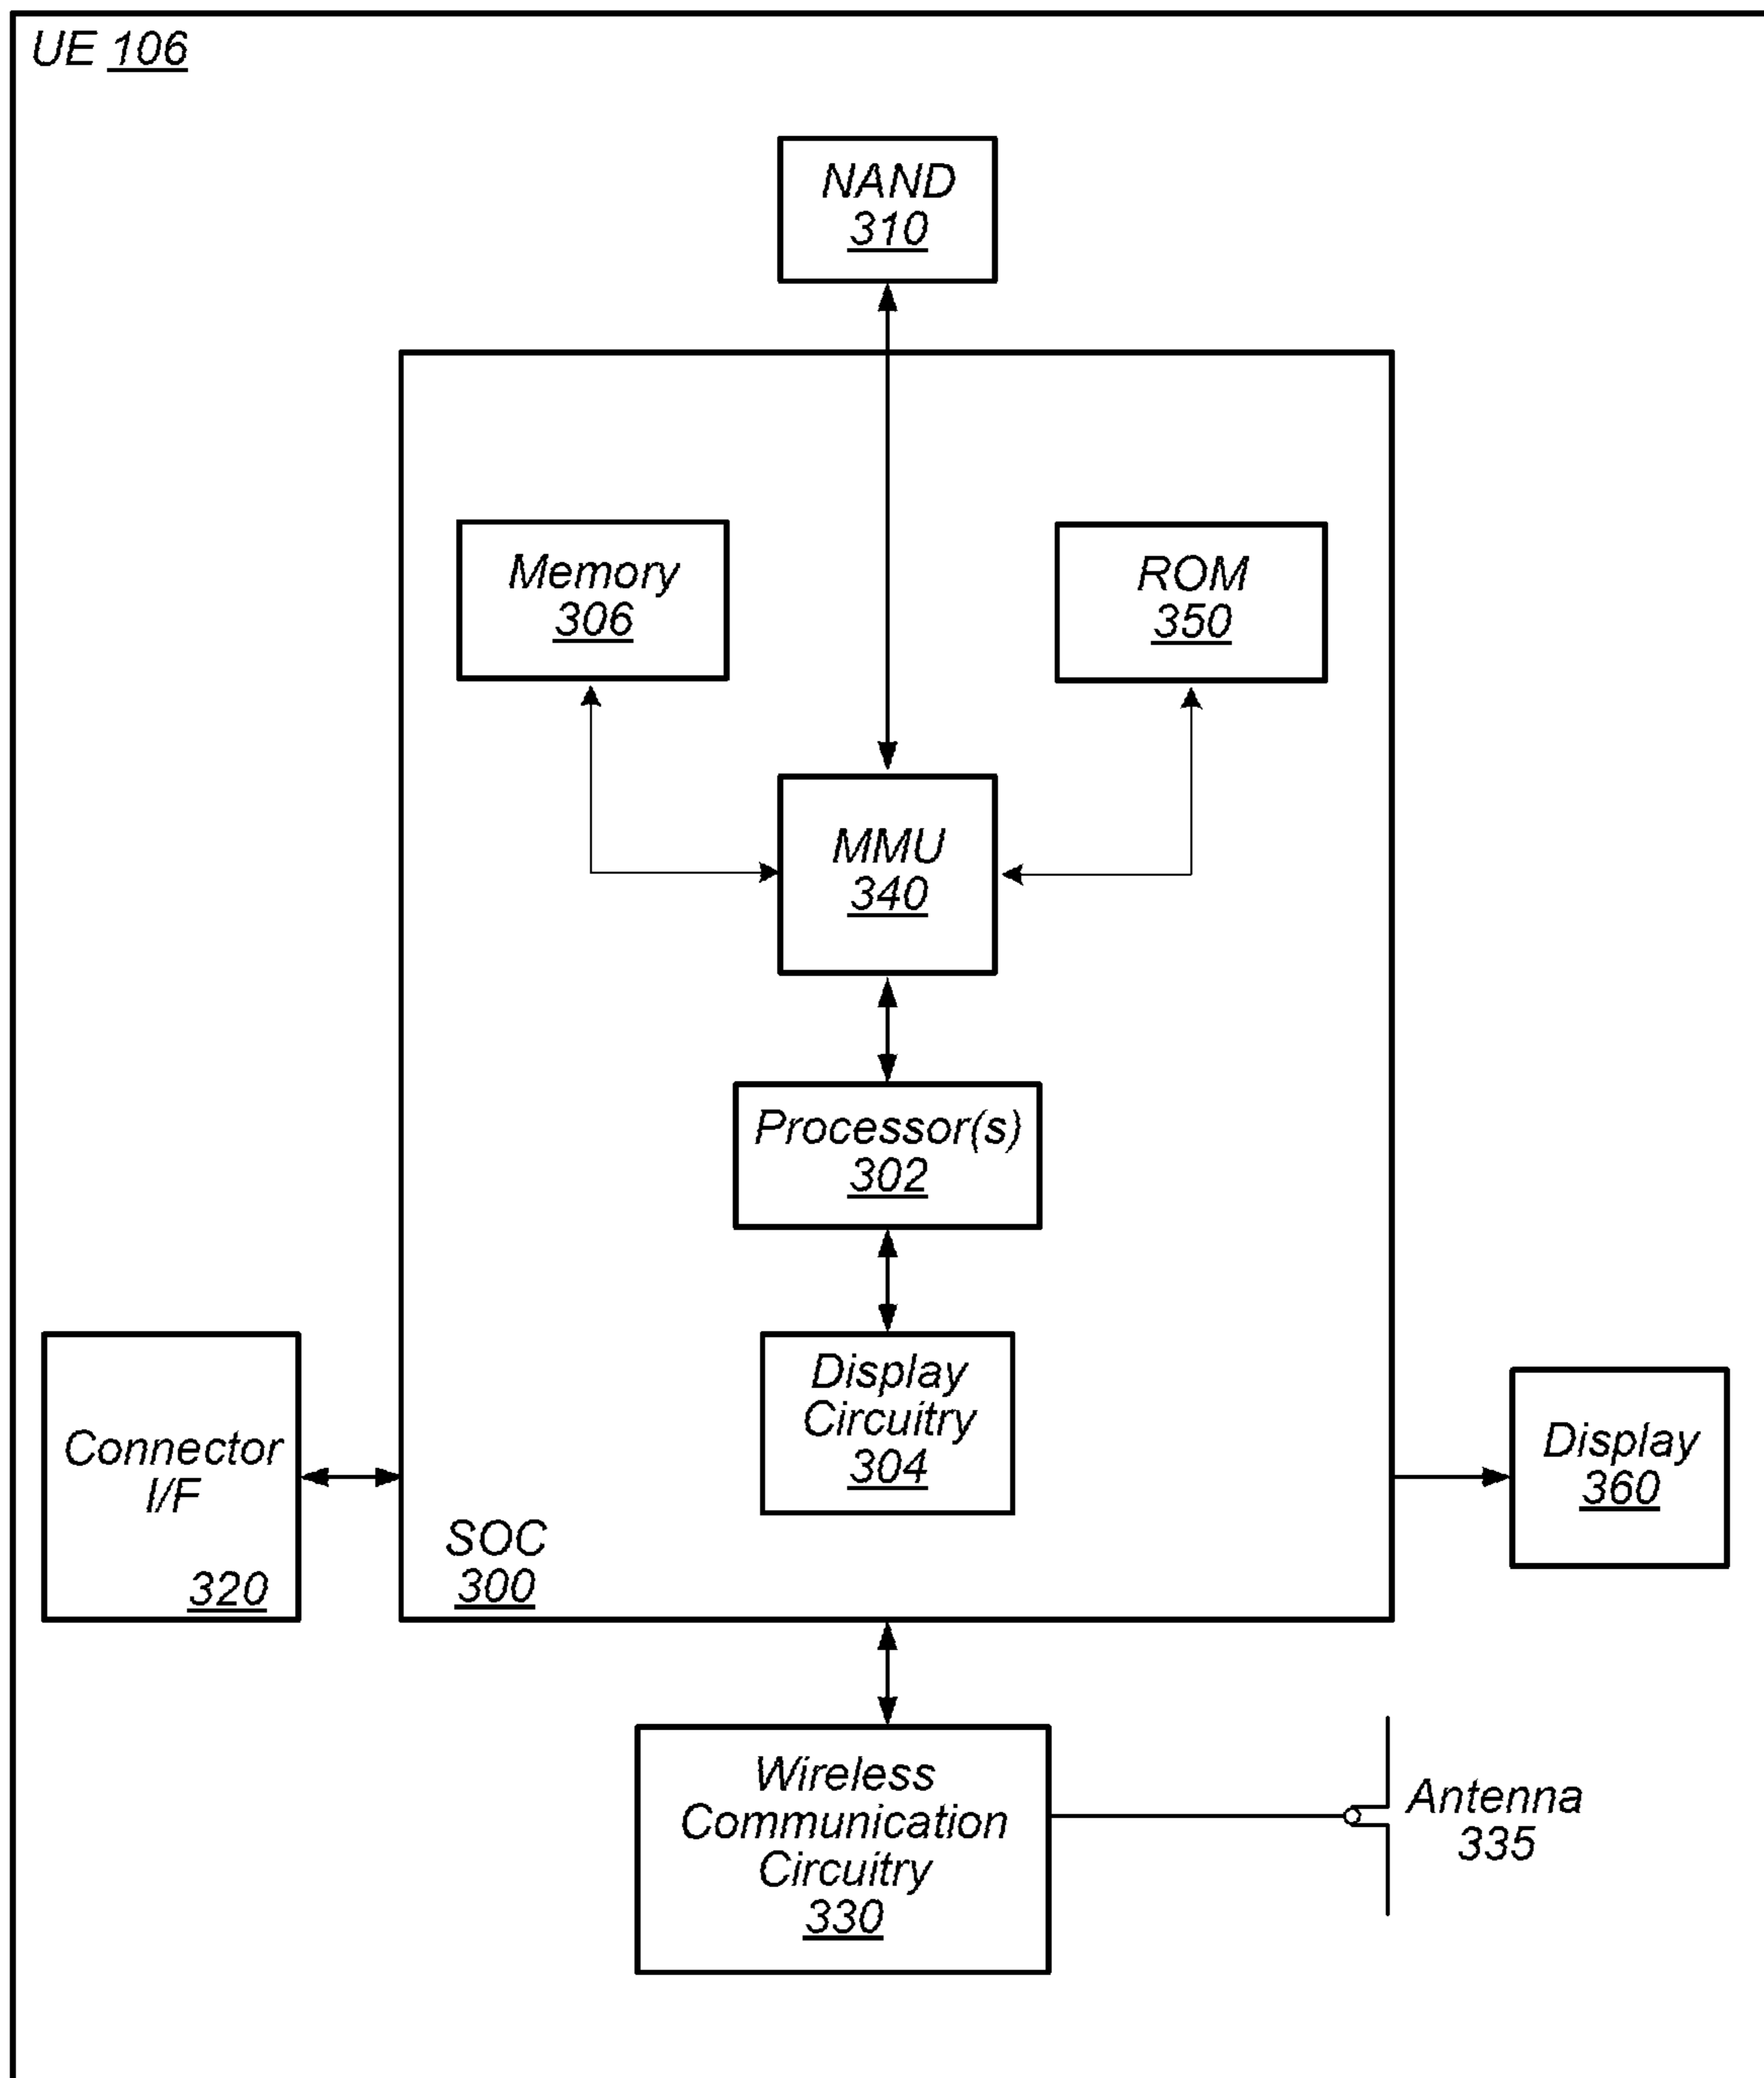 UE 106
NAND
310
Memory
306
ROM
350
MMU
340
Processor(s)
302
Display
Circuitry
304
Connector
I/F
320
SOC
300
Display
360
Wireless
Communication
Circuitry
330
Antenna
335